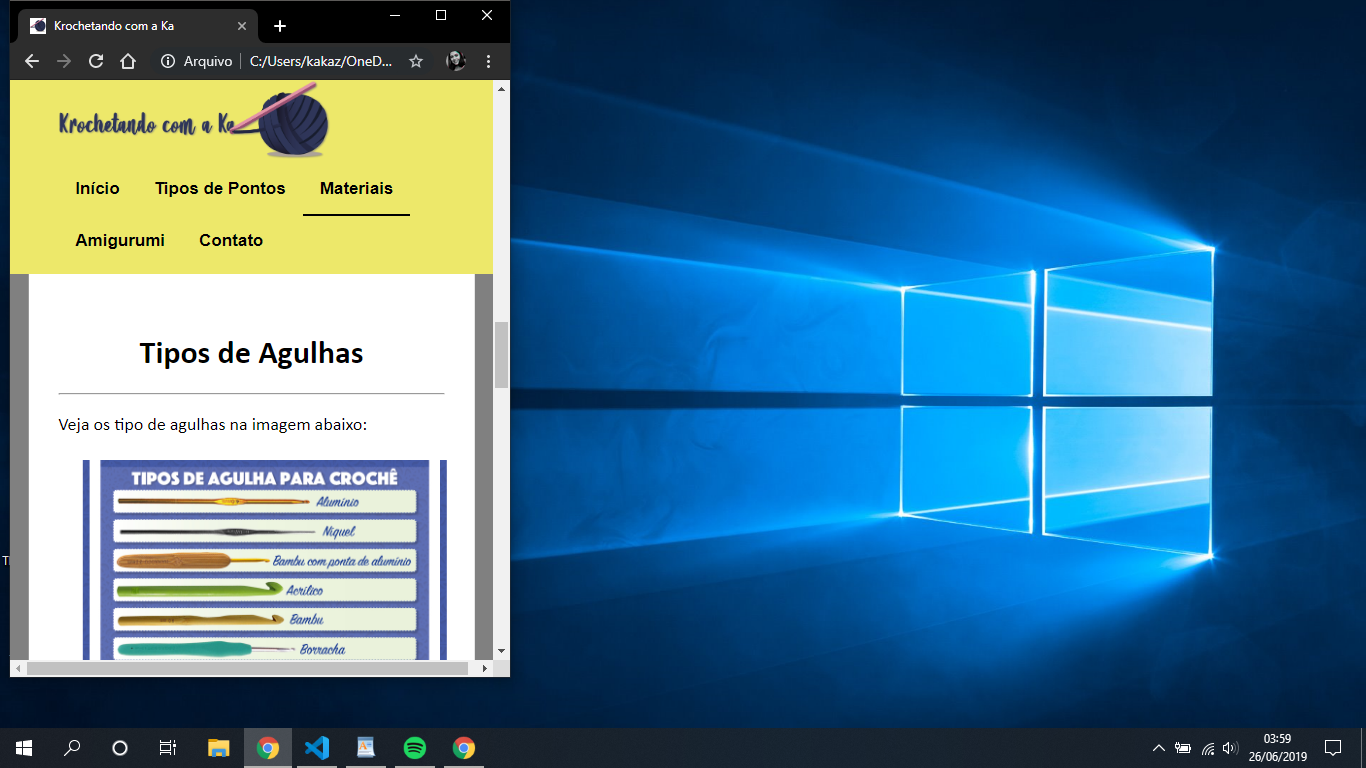 Krochetando com a Ka
Arquivo
C:/Users/kakaz/OneD...
Krochetando com a Ka
Início Tipos de Pontos Materiais
Amigurumi Contato
Tipos de Agulhas
Veja os tipo de agulhas na imagem abaixo:
TIPOS DE AGULHA PARA CROCHÊ
Alumínio
Níquel
Bambu com ponta de alumínio
Acrílico
Bambu
Borracha
03:59
26/06/2019